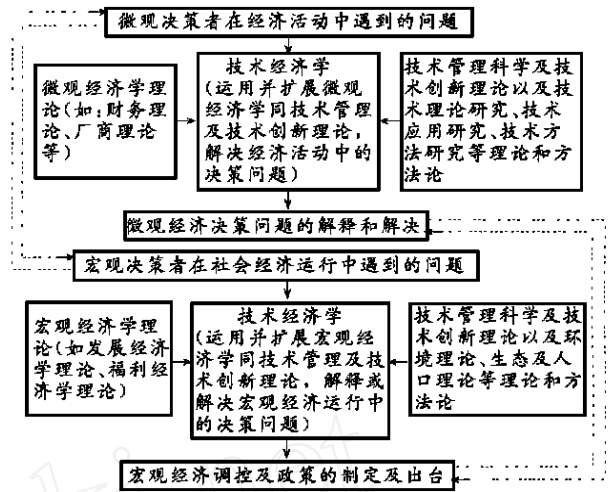 微观决策者在经济活动中遇到的问题
微观经济学理
论(如:财务
理论、厂商理论
等)
技术经济学
(运用并扩展微观
经济学同技术管理
及技术创新理论,
解决经济活动中的
决策问题)
技术管理科学及技
术创新理论以及技
术理论研究、技术
应用研究、技术方
法研究等理论和方
法论
微观经济决策问题的解释和解决
宏观决策者在社会经济运行中遇到的问题
宏观经济学理
论(如发展经济
学理论、福利经
济学理论)
技术经济学
(运用并扩展宏观经
济学同技术管理及技
术创新理论,解释或
解决宏观经济运行中
的决策问题)
技术管理科学及技
术创新理论以及环
境理论、生态及人
口理论等理论和方
法论
宏观经济调控及政策的制定及出台